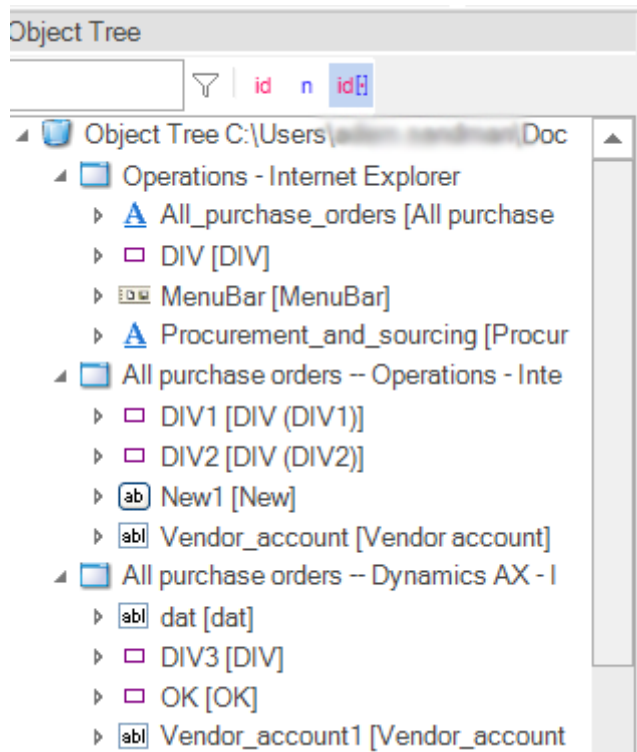 Object Tree
id n id[·]
Object Tree C:\Users\ \Doc
Operations - Internet Explorer
A All_purchase_orders [All purchase
DIV [DIV]
MenuBar [MenuBar]
A Procurement_and_sourcing [Procur
All purchase orders -- Operations - Inte
DIV1 [DIV (DIV1)]
DIV2 [DIV (DIV2)]
ab New1 [New]
abl Vendor_account [Vendor account]
All purchase orders -- Dynamics AX - I
abl dat [dat]
DIV3 [DIV]
OK [OK]
abl Vendor_account1 [Vendor_account